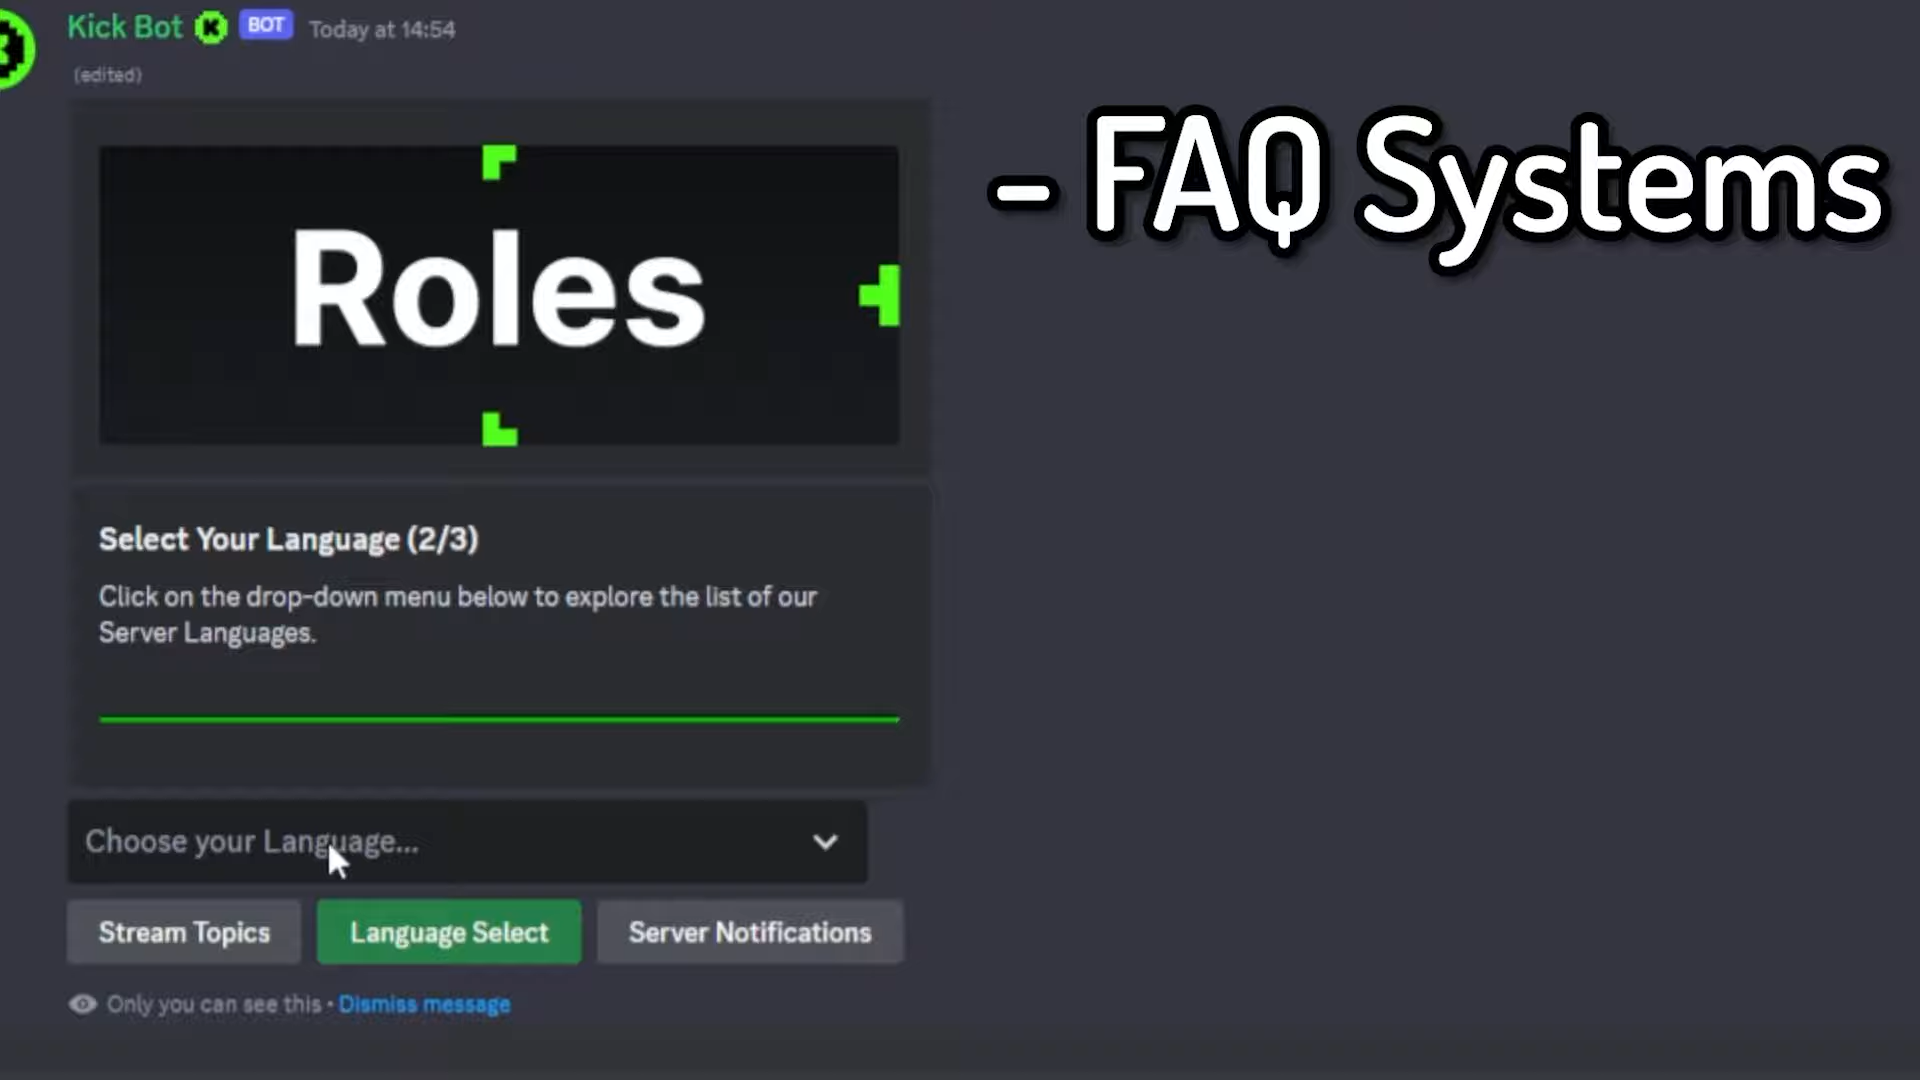 Kick Bot BOT Today at 14:54
(edited)
- FAQ Systems
Roles
Select Your Language (2/3)
Click on the drop-down menu below to explore the list of our
Server Languages.
Choose your Language...
Stream Topics Language Select Server Notifications
Only you can see this • Dismiss message